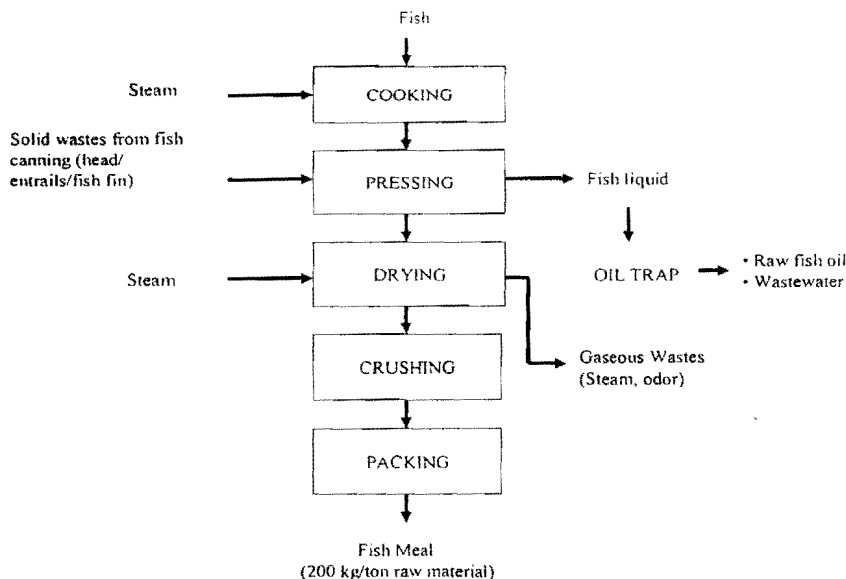 Fish
Steam
COOKING
Solid wastes from fish
canning (head/
entrails/fish fin)
PRESSING
Fish liquid
Steam
DRYING
OIL TRAP
• Raw fish oil
• Wastewater
CRUSHING
Gaseous Wastes
(Steam, odor)
PACKING
Fish Meal
(200 kg/ton raw material)